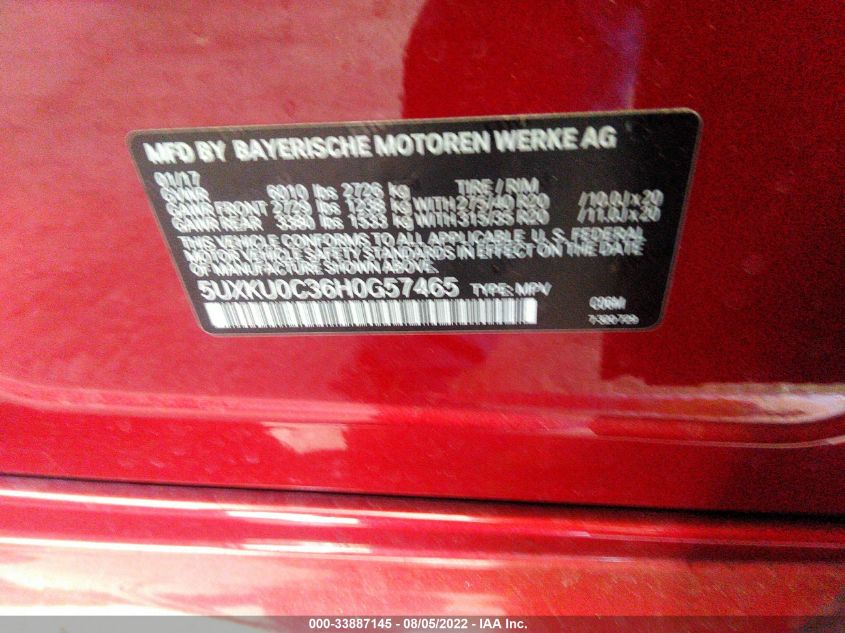 MFD BY BAYERISCHE MOTOREN WERKE AG
01/17
GVWR 6010 lbs 2726 kg TIRE / RIM
GAWR FRONT 2729 lbs 1238 kg WITH 275/40 R20 /10.0J x 20
GAWR REAR 3380 lbs 1533 kg WITH 315/35 R20 /11.0J x 20
THIS VEHICLE CONFORMS TO ALL APPLICABLE U. S. FEDERAL
MOTOR VEHICLE SAFETY STANDARDS IN EFFECT ON THE DATE
OF MANUFACTURE SHOWN ABOVE.
5UXKU0C36H0G57465 TYPE: MPV
000-33887145 - 08/05/2022 - IAA Inc.